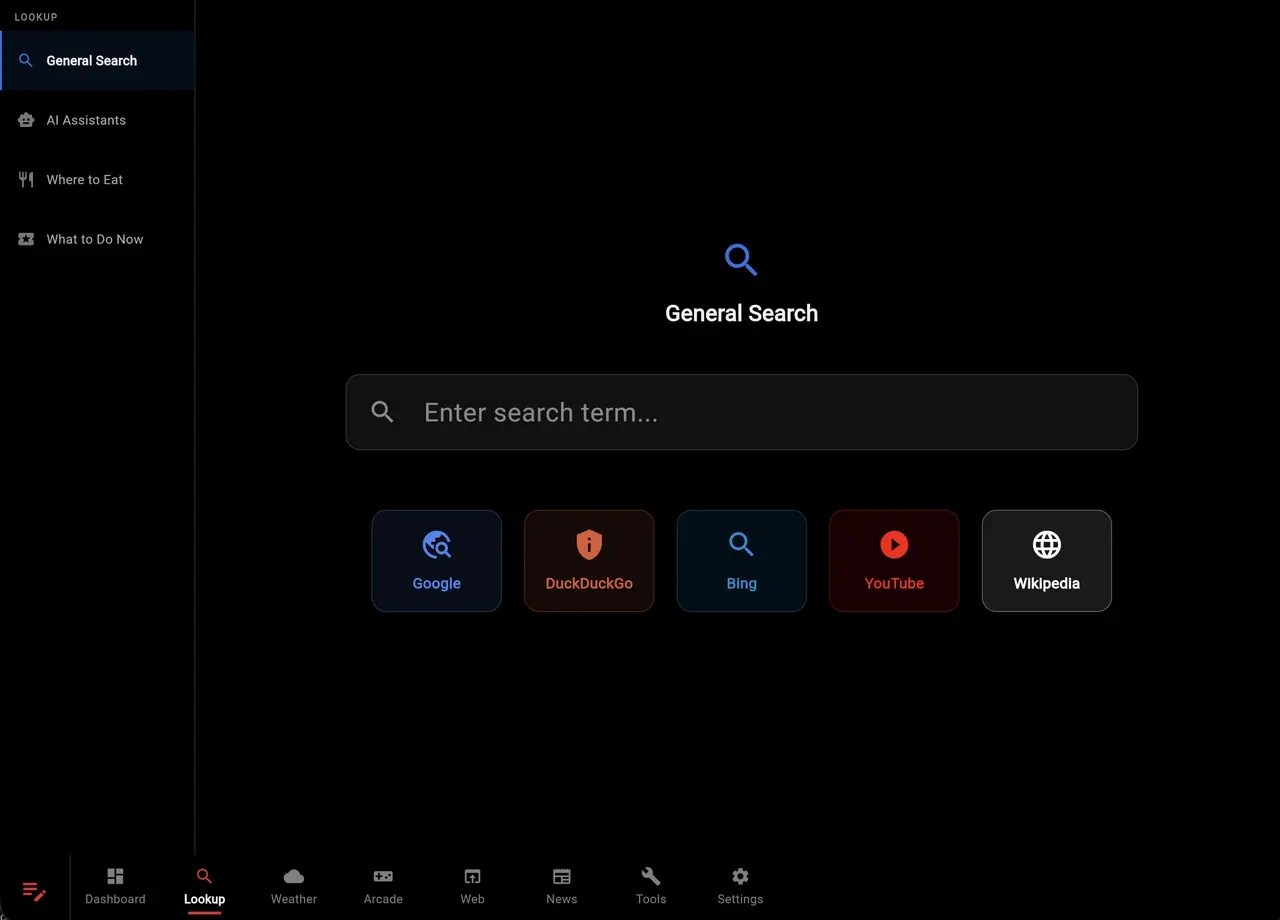 LOOKUP
General Search
AI Assistants
Where to Eat
What to Do Now
General Search
Enter search term...
Google
DuckDuckGo
Bing
YouTube
Wikipedia
Dashboard
Lookup
Weather
Arcade
Web
News
Tools
Settings